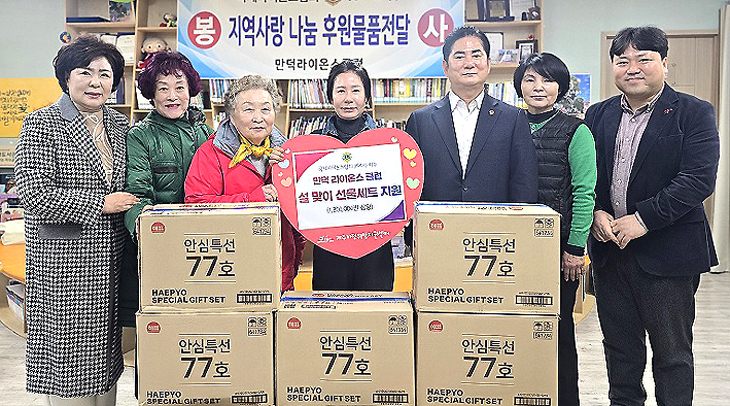 봉
지역사랑 나눔 후원물품전달
사
만덕라이온스
만덕 라이온스 클럽
설 맞이 선물세트 지원
안심특선
77호
HAEPYO
SPECIAL GIFT SET
안심특선
77호
HAEPYO
SPECIAL GIFT SET
안심특선
77호
HAEPYO
SPECIAL GIFT SET
안심특선
77호
HAEPYO
SPECIAL GIFT SET
안심특선
77호
HAEPYO
SPECIAL GIFT SET